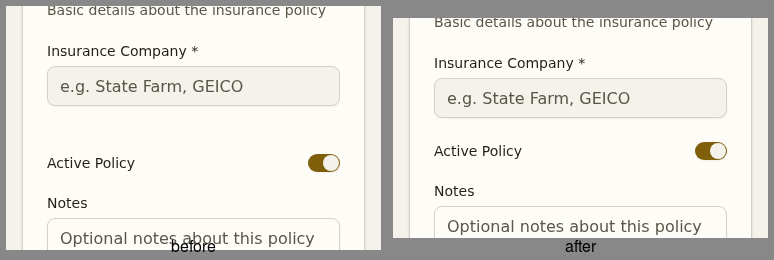 Basic details about the insurance policy
Insurance Company *
e.g. State Farm, GEICO
Active Policy
Notes
Optional notes about this policy
before
Basic details about the insurance policy
Insurance Company *
e.g. State Farm, GEICO
Active Policy
Notes
Optional notes about this policy
after